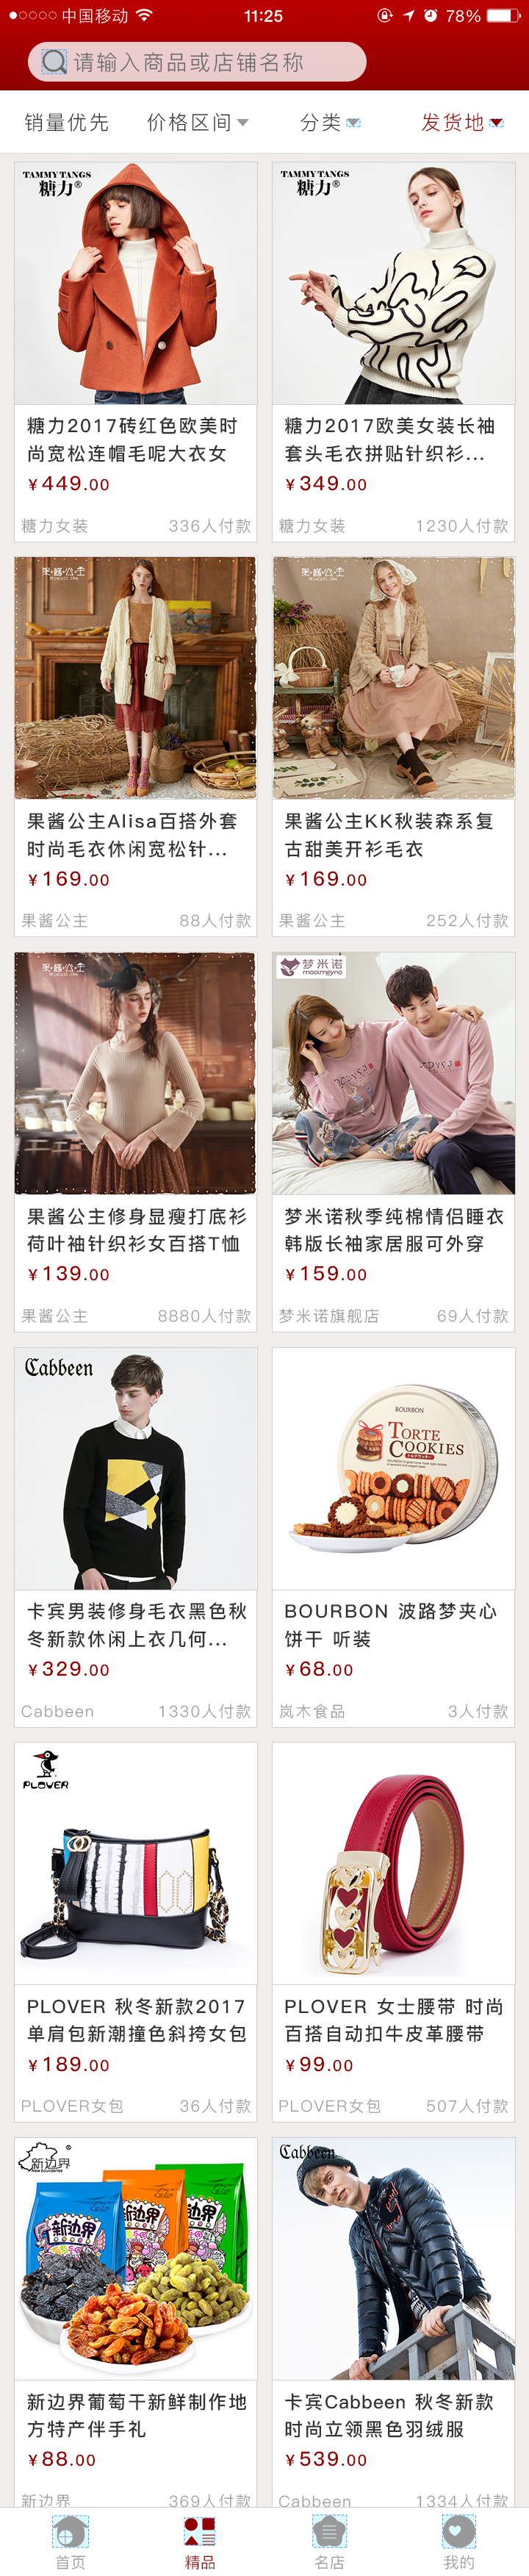 中国移动 11:25 78%
请输入商品或店铺名称
销量优先 价格区间 分类 发货地
TAMMYTANGS
糖力®
TAMMYTANGS
糖力®
糖力2017砖红色欧美时
尚宽松连帽毛呢大衣女
¥449.00
糖力女装 336人付款
糖力2017欧美女装长袖
套头毛衣拼贴针织衫...
¥349.00
糖力女装 1230人付款
果·酱·公·主
果·酱·公·主
果酱公主Alisa百搭外套
时尚毛衣休闲宽松针...
¥169.00
果酱公主 88人付款
果酱公主KK秋装森系复
古甜美开衫毛衣
¥169.00
果酱公主 252人付款
果·酱·公·主
梦米诺
moomgyno
果酱公主修身显瘦打底衫
荷叶袖针织衫女百搭T恤
¥139.00
果酱公主 8880人付款
梦米诺秋季纯棉情侣睡衣
韩版长袖家居服可外穿
¥159.00
梦米诺旗舰店 69人付款
Cabbeen
BOURBON
TORTE
COOKIES
卡宾男装修身毛衣黑色秋
冬新款休闲上衣几何...
¥329.00
Cabbeen 1330人付款
BOURBON 波路梦夹心
饼干 听装
¥68.00
岚木食品 3人付款
PLOVER
PLOVER 秋冬新款2017
单肩包新潮撞色斜挎女包
¥189.00
PLOVER女包 36人付款
PLOVER 女士腰带 时尚
百搭自动扣牛皮革腰带
¥99.00
PLOVER女包 507人付款
新边界®
New boundaries
新边界
新边界
新边界
Cabbeen
新边界葡萄干新鲜制作地
方特产伴手礼
¥88.00
新边界 369人付款
卡宾Cabbeen 秋冬新款
时尚立领黑色羽绒服
¥539.00
Cabbeen 1334人付款
首页 精品 名店 我的